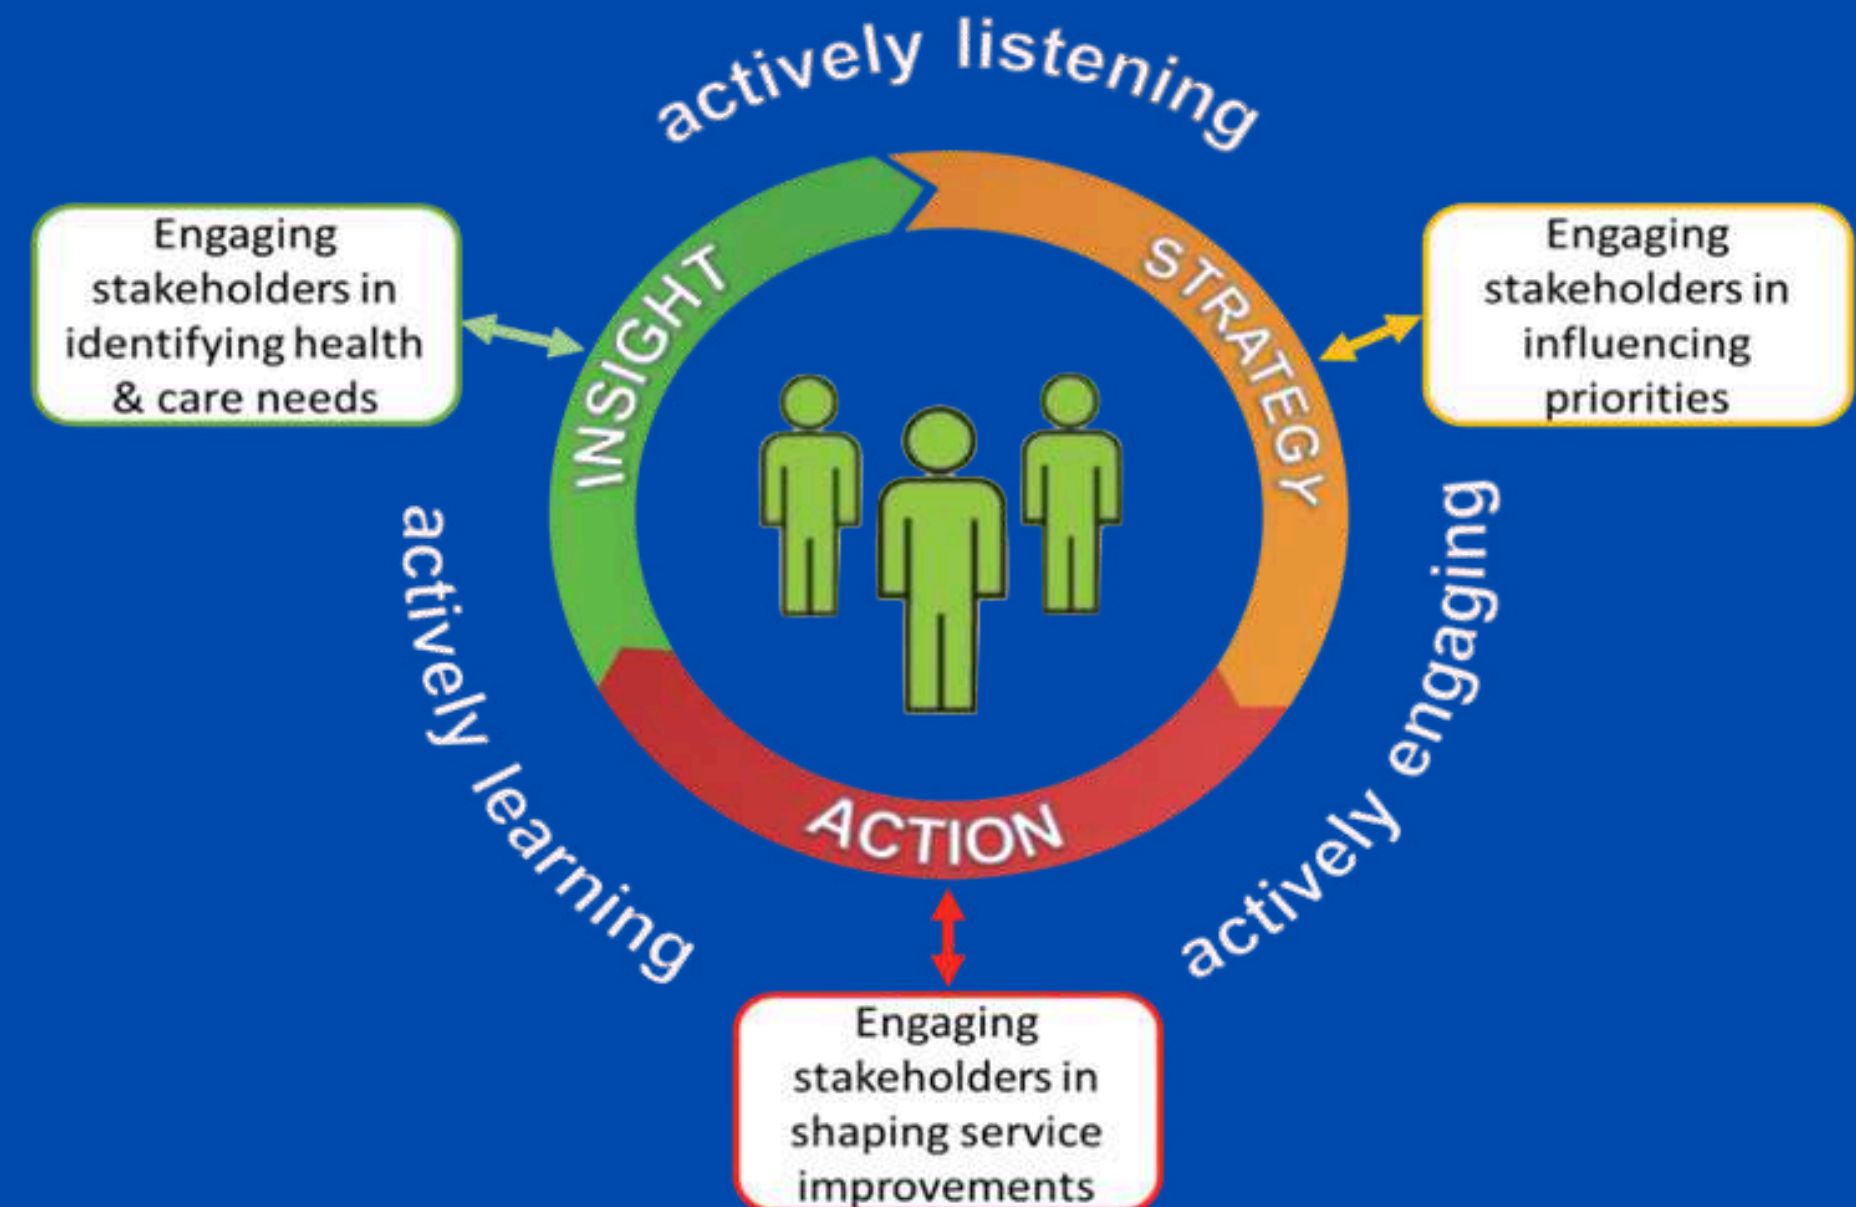 actively listening
Engaging
stakeholders in
identifying health
& care needs
INSIGHT
STRATEGY
Engaging
stakeholders in
influencing
priorities
actively learning
ACTION
actively engaging
Engaging
stakeholders in
shaping service
improvements